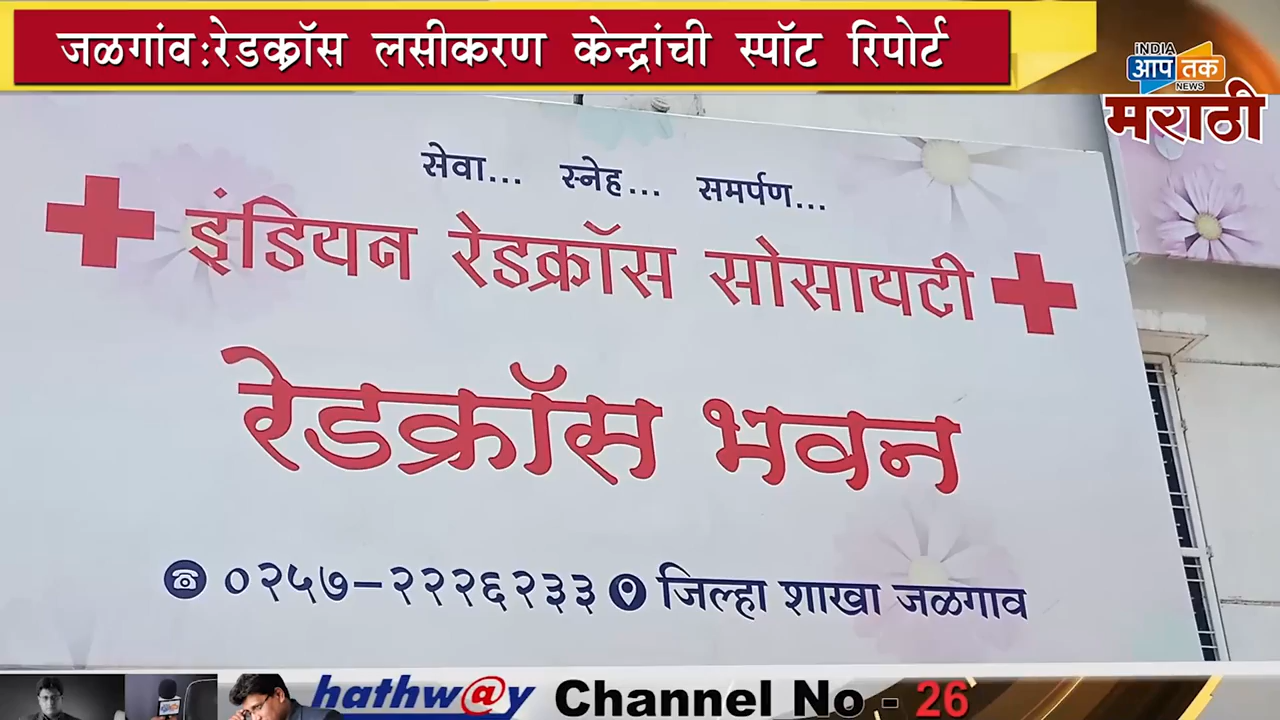 जळगांव:रेडक्रॉस लसीकरण केन्द्रांची स्पॉट रिपोर्ट
INDIA
आप तक
NEWS
मराठी
सेवा... स्नेह... समर्पण...
इंडियन रेडक्रॉस सोसायटी
रेडक्रॉस भवन
०२५७-२२२६२३३ जिल्हा शाखा जळगाव
hathw@y Channel No - 26